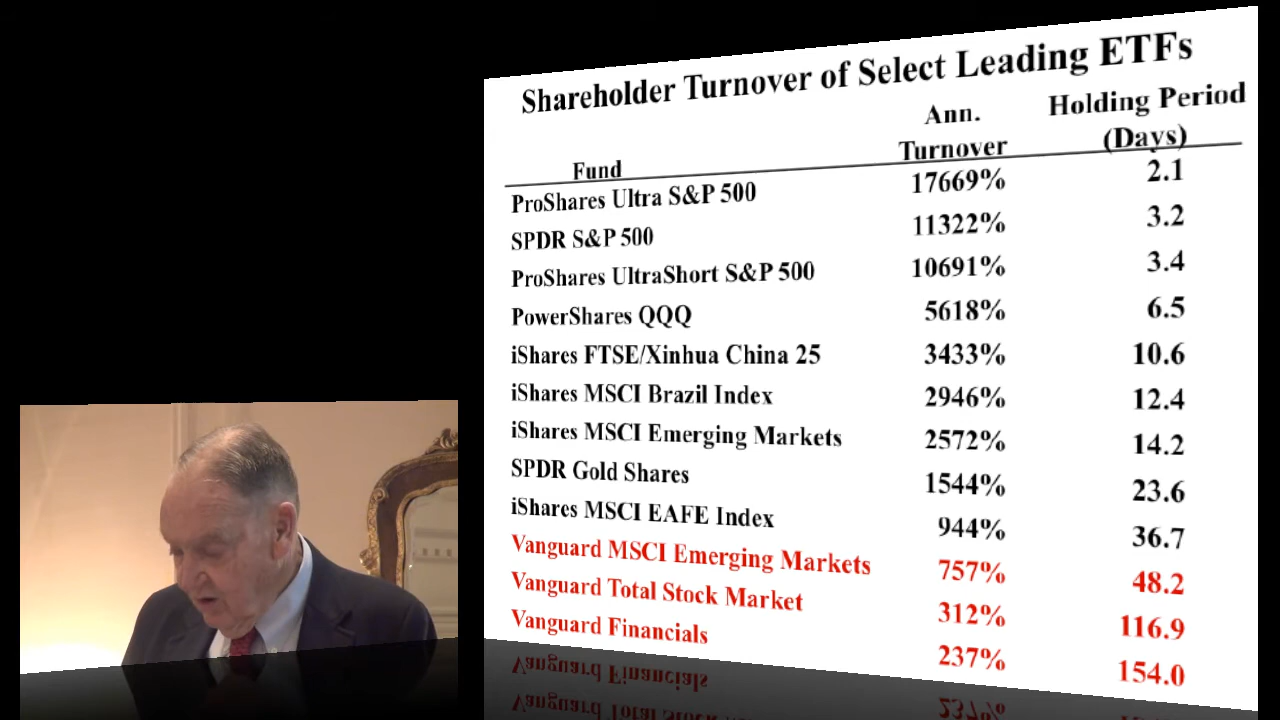 Shareholder Turnover of Select Leading ETFs
Fund Ann. Turnover Holding Period (Days)
ProShares Ultra S&P 500 17669% 2.1
SPDR S&P 500 11322% 3.2
ProShares UltraShort S&P 500 10691% 3.4
PowerShares QQQ 5618% 6.5
iShares FTSE/Xinhua China 25 3433% 10.6
iShares MSCI Brazil Index 2946% 12.4
iShares MSCI Emerging Markets 2572% 14.2
SPDR Gold Shares 1544% 23.6
iShares MSCI EAFE Index 944% 36.7
Vanguard MSCI Emerging Markets 757% 48.2
Vanguard Total Stock Market 312% 116.9
Vanguard Financials 237% 154.0